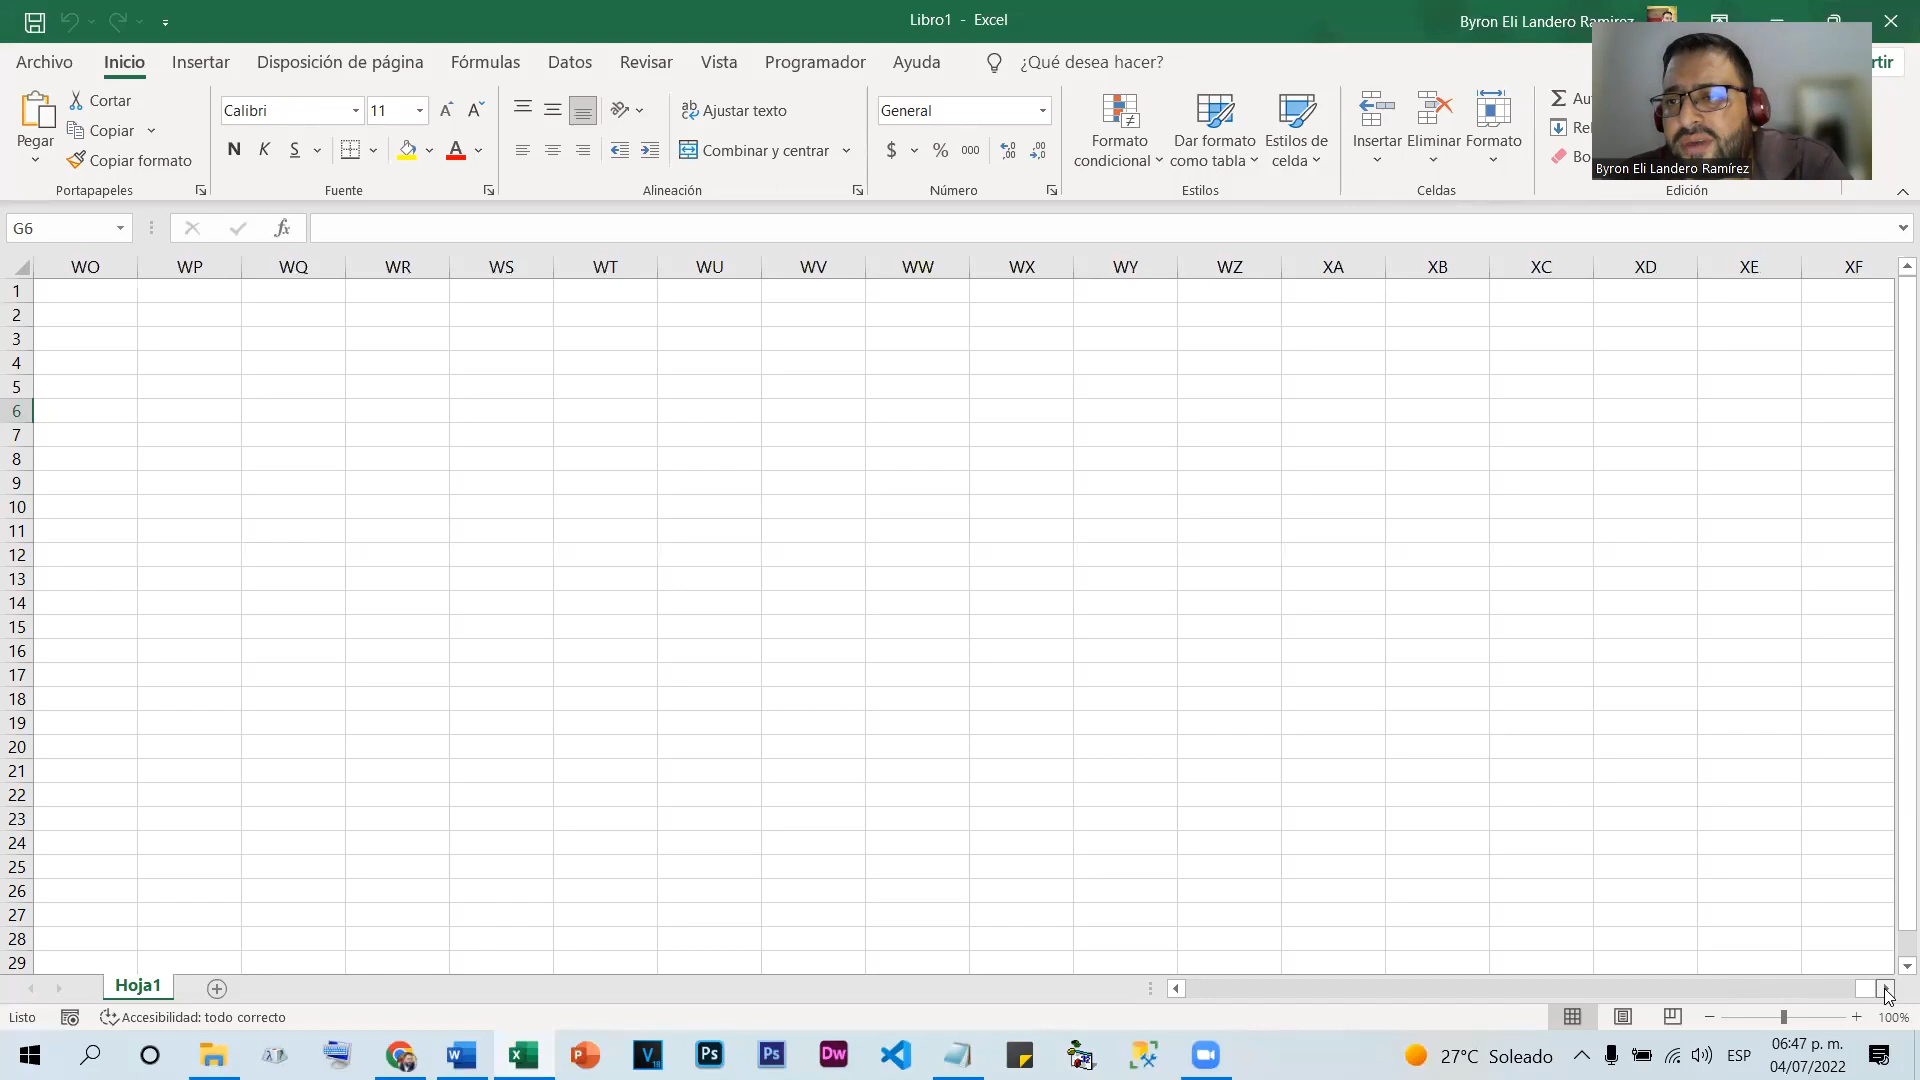 Libro1 - Excel
Byron Eli Landero Ramirez
Archivo Inicio Insertar Disposición de página Fórmulas Datos Revisar Vista Programador Ayuda ¿Qué desea hacer?
Pegar
Cortar
Copiar
Copiar formato
Portapapeles
Calibri 11
N K S
A
Fuente
Ajustar texto
Combinar y centrar
Alineación
General
$ % 000
Número
Formato condicional
Dar formato como tabla
Estilos de celda
Estilos
Insertar Eliminar Formato
Celdas
Edición
Byron Eli Landero Ramírez
G6
fx
WO WP WQ WR WS WT WU WV WW WX WY WZ XA XB XC XD XE XF
1
2
3
4
5
6
7
8
9
10
11
12
13
14
15
16
17
18
19
20
21
22
23
24
25
26
27
28
29
Hoja1
Listo
Accesibilidad: todo correcto
100%
27°C Soleado
ESP
06:47 p. m.
04/07/2022